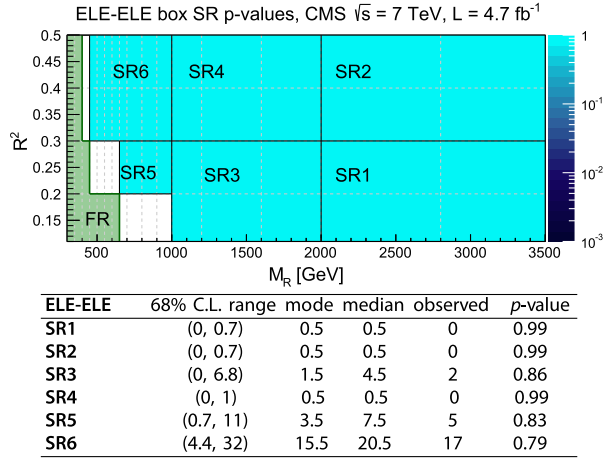 ELE-ELE box SR p-values, CMS √s = 7 TeV, L = 4.7 fb⁻¹
R²
0.5
0.45
0.4
0.35
0.3
0.25
0.2
0.15
SR6 SR4 SR2
SR5 SR3 SR1
FR
500 1000 1500 2000 2500 3000 3500
M_R [GeV]
1
10⁻¹
10⁻²
10⁻³
ELE-ELE 68% C.L. range mode median observed p-value
SR1 (0, 0.7) 0.5 0.5 0 0.99
SR2 (0, 0.7) 0.5 0.5 0 0.99
SR3 (0, 6.8) 1.5 4.5 2 0.86
SR4 (0, 1) 0.5 0.5 0 0.99
SR5 (0.7, 11) 3.5 7.5 5 0.83
SR6 (4.4, 32) 15.5 20.5 17 0.79